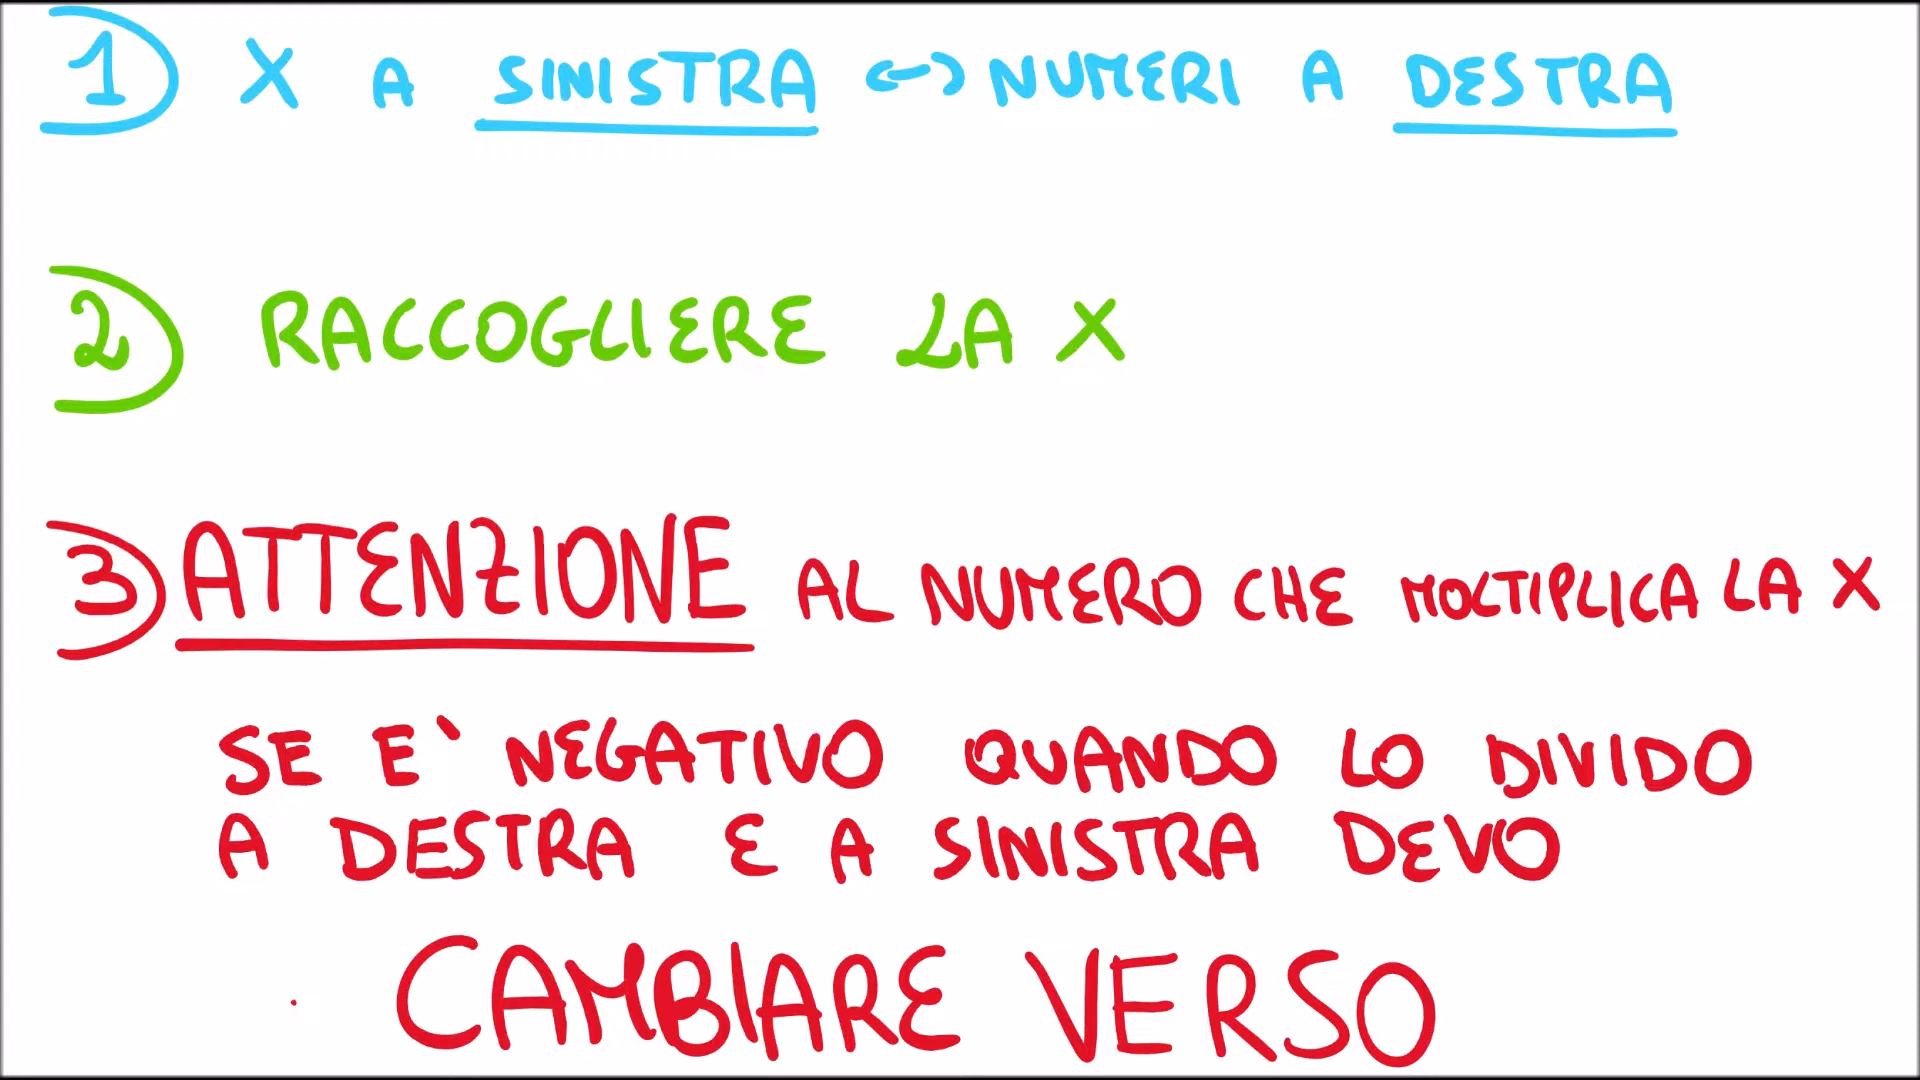 1) X A SINISTRA <-> NUMERI A DESTRA
2) RACCOGLIERE LA X
3) ATTENZIONE AL NUMERO CHE MOLTIPLICA LA X
SE E` NEGATIVO QUANDO LO DIVIDO
A DESTRA E A SINISTRA DEVO
CAMBIARE VERSO